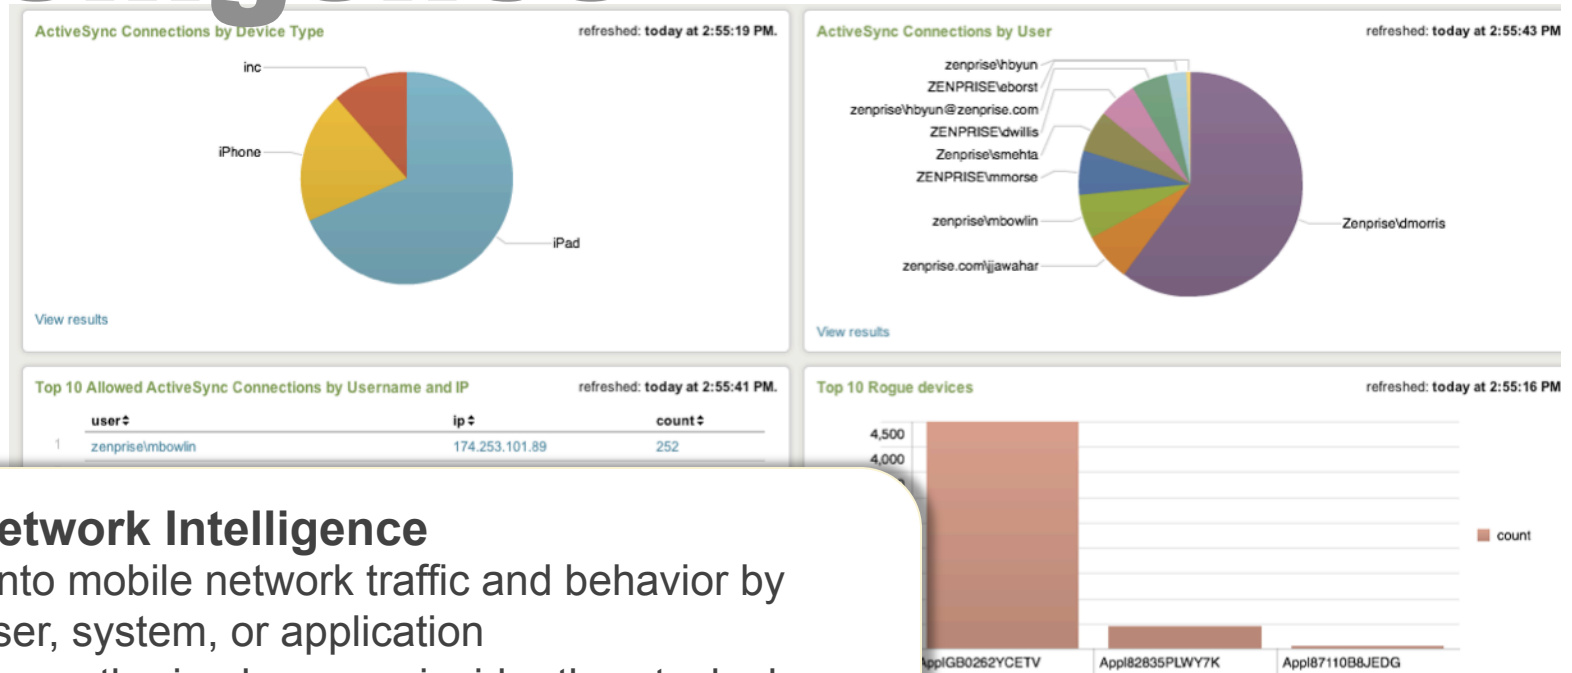 ActiveSync Connections by Device Type
refreshed: today at 2:55:19 PM.
inc
iPhone
iPad
View results
ActiveSync Connections by User
refreshed: today at 2:55:43 PM
zenprise\hbyun
ZENPRISE\eborst
zenprise\hbyun@zenprise.com
ZENPRISE\dwillis
Zenprise\smehta
ZENPRISE\mmorse
zenprise\mbowlin
zenprise.com\jjawahar
Zenprise\dmorris
View results
Top 10 Allowed ActiveSync Connections by Username and IP
refreshed: today at 2:55:41 PM.
user ip count
1 zenprise\mbowlin 174.253.101.89 252
Top 10 Rogue devices
refreshed: today at 2:55:16 PM
4,500
4,000
count
ApplGB0262YCETV
Appl82835PLWY7K
Appl87110B8JEDG
etwork Intelligence
nto mobile network traffic and behavior by
ser, system, or application